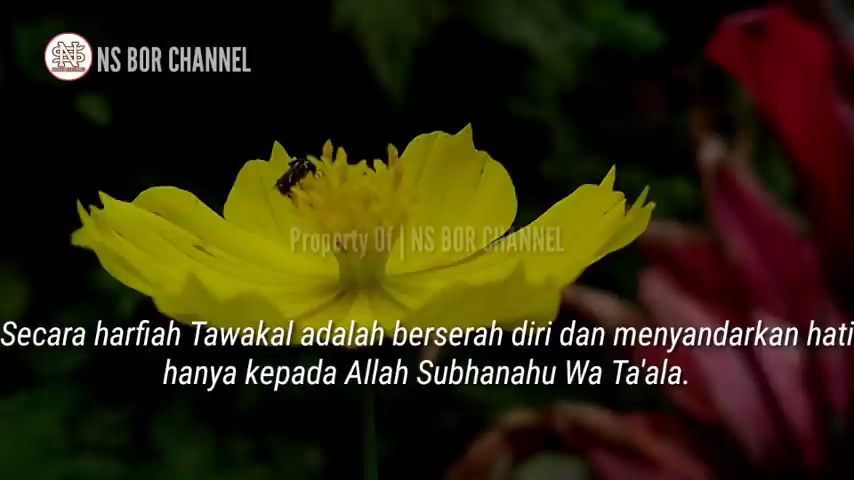 NS BOR CHANNEL
Property Of | NS BOR CHANNEL
Secara harfiah Tawakal adalah berserah diri dan menyandarkan hati
hanya kepada Allah Subhanahu Wa Ta'ala.